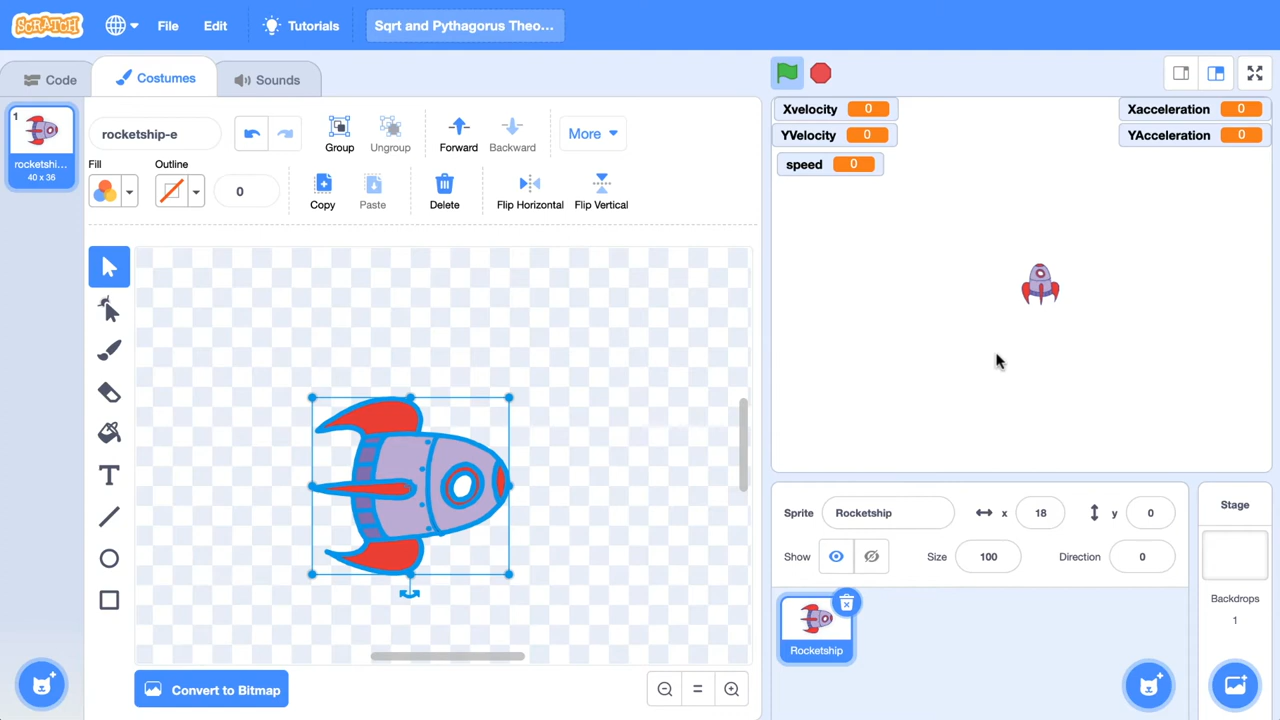 SCRATCH File Edit Tutorials Sqrt and Pythagorus Theo...
Code Costumes Sounds
1
rocketshi...
40 x 36
rocketship-e
Group Ungroup Forward Backward More
Fill Outline
0
Copy Paste Delete Flip Horizontal Flip Vertical
T
Convert to Bitmap
Xvelocity 0
YVelocity 0
speed 0
Xacceleration 0
YAcceleration 0
Sprite Rocketship x 18 y 0
Show Size 100 Direction 0
Rocketship
Stage
Backdrops
1